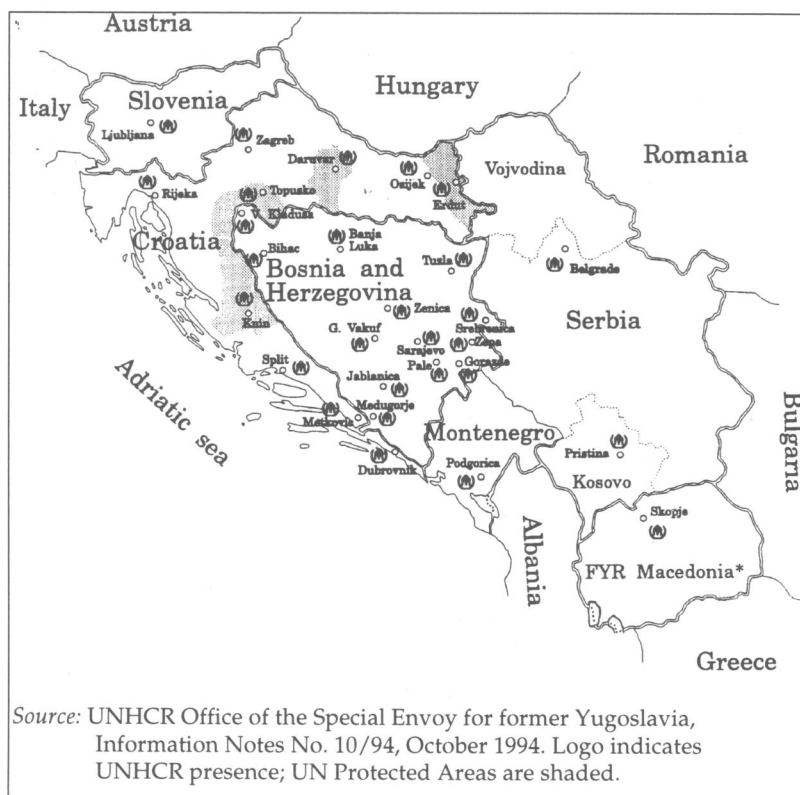 Austria
Hungary
Italy
Slovenia
Ljubljana
Zagreb
Romania
Daruvar
Vojvodina
Osijek
Rijeka
Topusko
Erdut
V. Kladusa
Croatia
Banja
Luka
Bihac
Tuzla
Belgrade
Bosnia and
Herzegovina
Zenica
Serbia
Knin
G. Vakuf
Srebrenica
Sarajevo
Zepa
Split
Pale
Gorazde
Jablanica
Adriatic sea
Bulgaria
Medugorje
Metkovic
Montenegro
Pristina
Dubrovnik
Podgorica
Kosovo
Albania
Skopje
FYR Macedonia*
Greece
Source: UNHCR Office of the Special Envoy for former Yugoslavia,
Information Notes No. 10/94, October 1994. Logo indicates
UNHCR presence; UN Protected Areas are shaded.